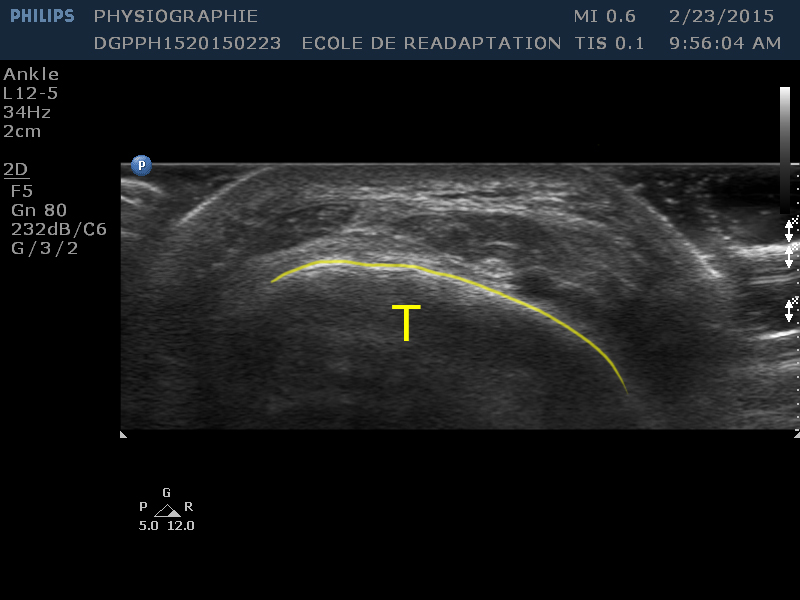 PHILIPS PHYSIOGRAPHIE MI 0.6 2/23/2015
DGPPH1520150223 ECOLE DE READAPTATION TIS 0.1 9:56:04 AM
Ankle
L12-5
34Hz
2cm
2D
F5
Gn 80
232dB/C6
G/3/2
P
T
G
P R
5.0 12.0